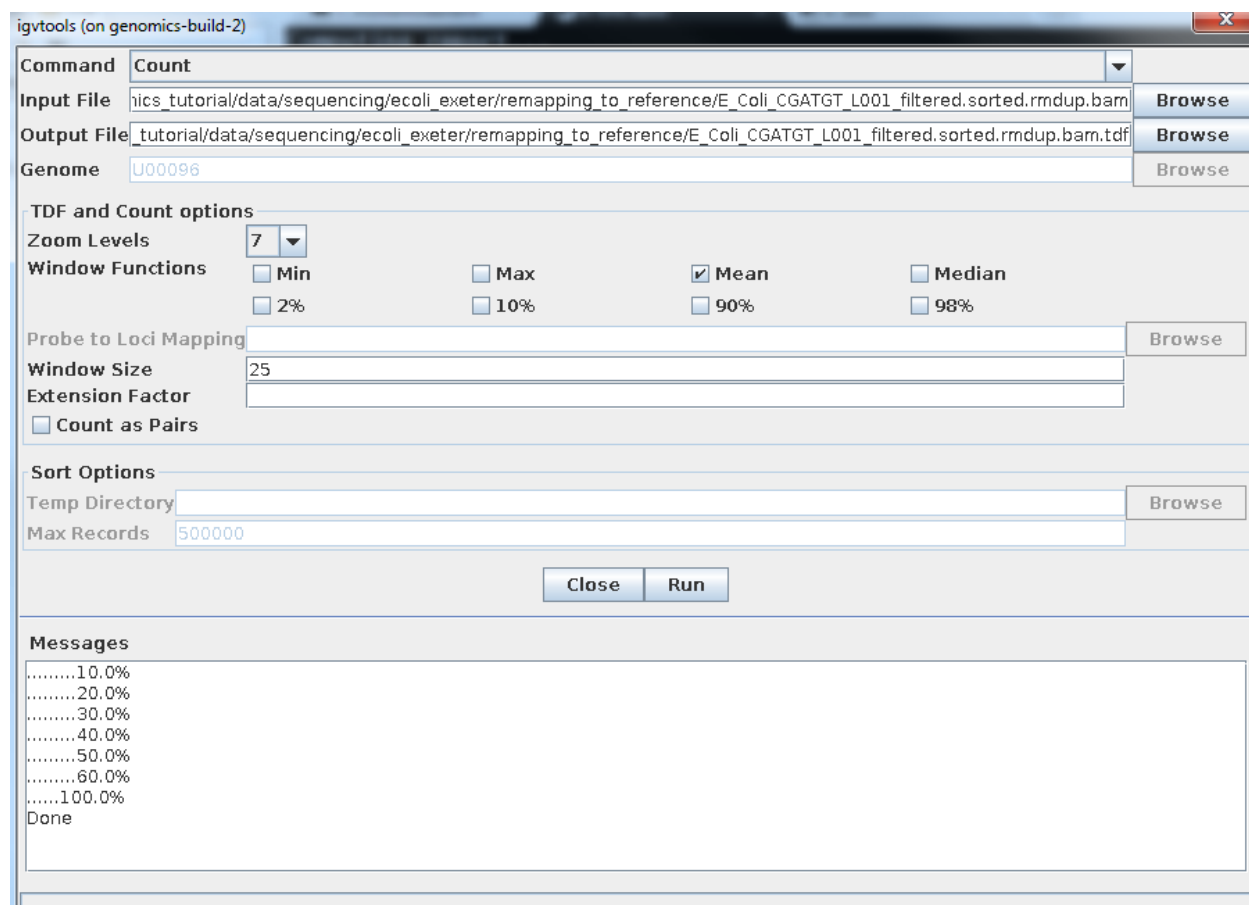 igvtools (on genomics-build-2)
Command Count
Input File nics_tutorial/data/sequencing/ecoli_exeter/remapping_to_reference/E_Coli_CGATGT_L001_filtered.sorted.rmdup.bam Browse
Output File _tutorial/data/sequencing/ecoli_exeter/remapping_to_reference/E_Coli_CGATGT_L001_filtered.sorted.rmdup.bam.tdf Browse
Genome U00096 Browse
TDF and Count options
Zoom Levels 7
Window Functions Min Max Mean Median
2% 10% 90% 98%
Probe to Loci Mapping Browse
Window Size 25
Extension Factor
Count as Pairs
Sort Options
Temp Directory Browse
Max Records 500000
Close Run
Messages
.........10.0%
.........20.0%
.........30.0%
.........40.0%
.........50.0%
.........60.0%
......100.0%
Done